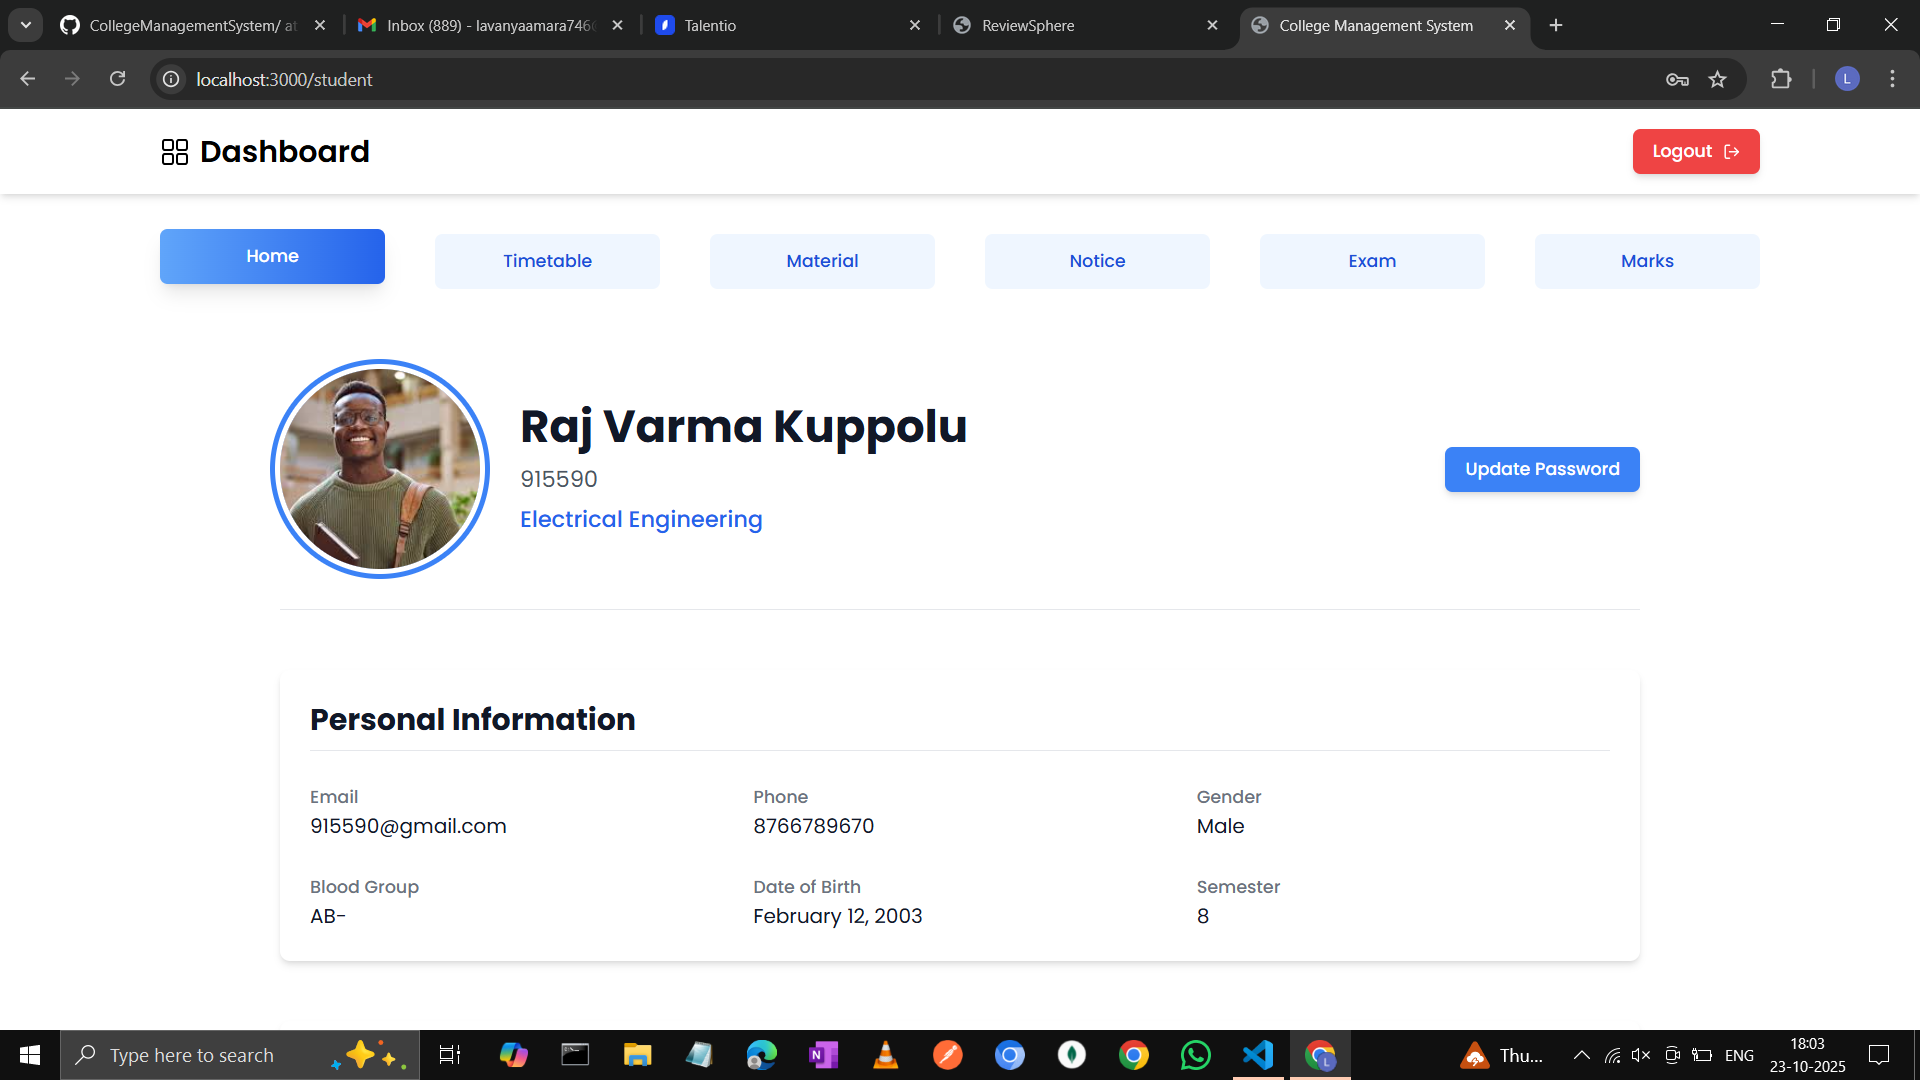 CollegeManagementSystem/ at
Inbox (889) - lavanyaamara746
Talentio
ReviewSphere
College Management System
localhost:3000/student
L
Dashboard
Logout
Home
Timetable
Material
Notice
Exam
Marks
Raj Varma Kuppolu
915590
Electrical Engineering
Update Password
Personal Information
Email
Phone
Gender
915590@gmail.com
8766789670
Male
Blood Group
Date of Birth
Semester
AB-
February 12, 2003
8
Type here to search
Thu...
ENG
18:03
23-10-2025